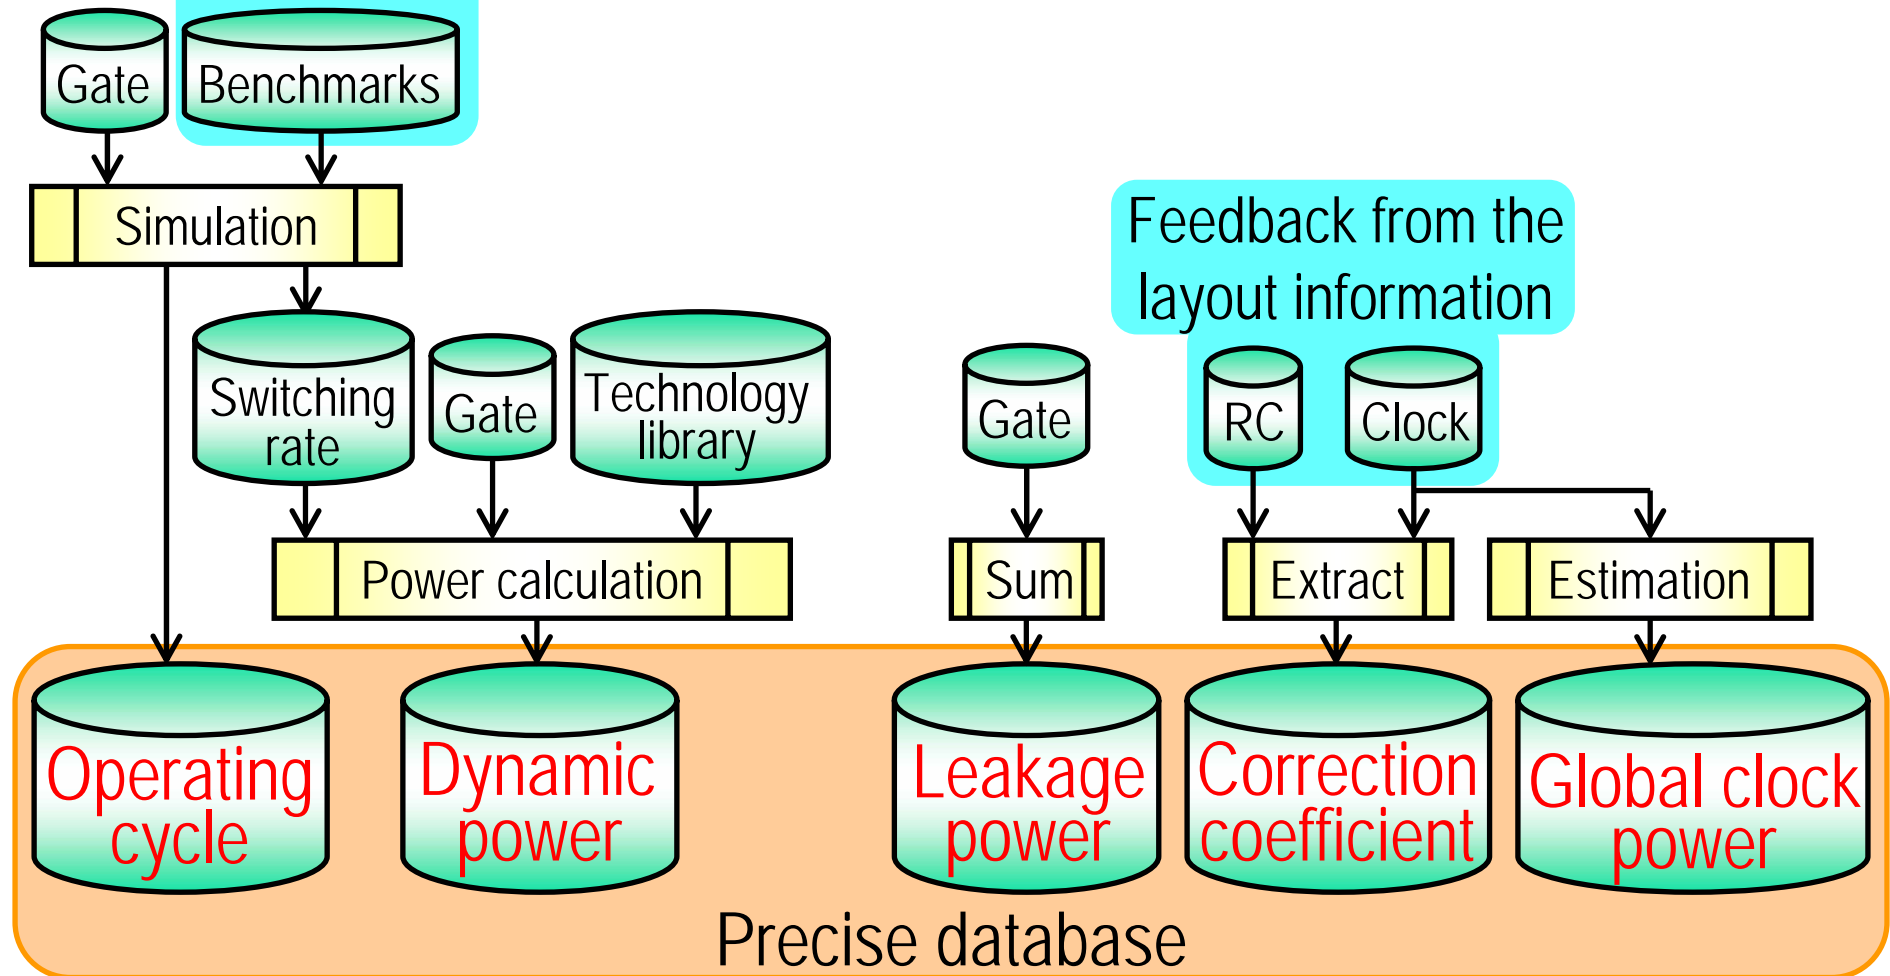 Gate
Benchmarks
Simulation
Feedback from the
layout information
Switching
rate
Gate
Technology
library
Gate
RC
Clock
Power calculation
Sum
Extract
Estimation
Operating
cycle
Dynamic
power
Leakage
power
Correction
coefficient
Global clock
power
Precise database